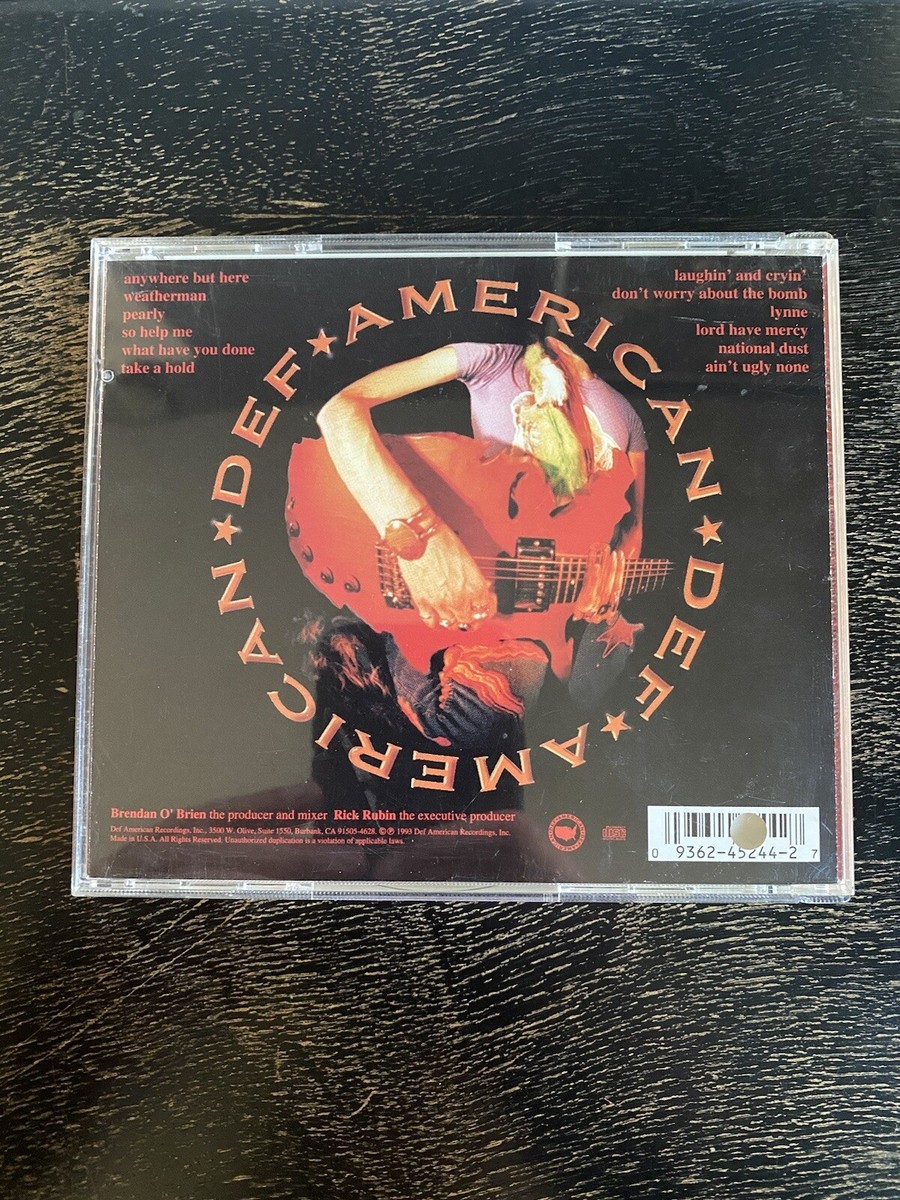 anywhere but here
weatherman
pearly
so help me
what have you done
take a hold
laughin' and cryin'
don't worry about the bomb
lynne
lord have mercy
national dust
ain't ugly none
DEF★AMERICAN★DEF★AMERICAN★
Brendan O' Brien the producer and mixer Rick Rubin the executive producer
Def American Recordings, Inc., 3500 W. Olive, Suite 1550, Burbank, CA 91505-4628. ©℗ 1993 Def American Recordings, Inc.
Made in U.S.A. All Rights Reserved. Unauthorized duplication is a violation of applicable laws.
0 9362-45244-2 7